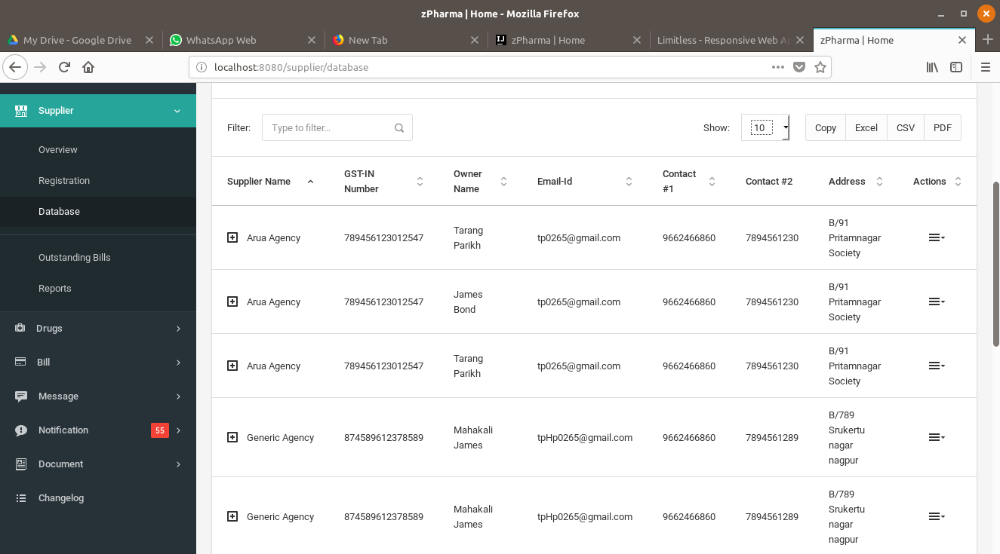 zPharma | Home - Mozilla Firefox
My Drive - Google Drive
WhatsApp Web
New Tab
IJ
zPharma | Home
Limitless - Responsive Web Ap
zPharma | Home
localhost:8080/supplier/database
Supplier
Overview
Registration
Database
Outstanding Bills
Reports
Drugs
Bill
Message
Notification 55
Document
Changelog
Filter: Type to filter... Show: 10 Copy Excel CSV PDF
Supplier Name
GST-IN
Number
Owner
Name
Email-Id
Contact
#1
Contact #2
Address
Actions
Arua Agency
789456123012547
Tarang
Parikh
tp0265@gmail.com
9662466860
7894561230
B/91
Pritamnagar
Society
Arua Agency
789456123012547
James
Bond
tp0265@gmail.com
9662466860
7894561230
B/91
Pritamnagar
Society
Arua Agency
789456123012547
Tarang
Parikh
tp0265@gmail.com
9662466860
7894561230
B/91
Pritamnagar
Society
Generic Agency
874589612378589
Mahakali
James
tpHp0265@gmail.com
9662466860
7894561289
B/789
Srukertu
nagar
nagpur
Generic Agency
874589612378589
Mahakali
James
tpHp0265@gmail.com
9662466860
7894561289
B/789
Srukertu
nagar
nagpur